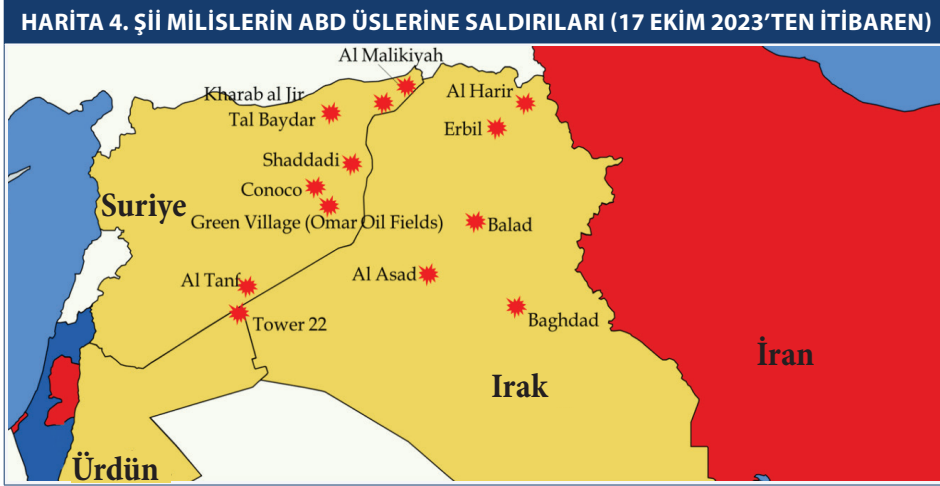 HARİTA 4. Şİİ MİLİSLERİN ABD ÜSLERİNE SALDIRILARI (17 EKİM 2023’TEN İTİBAREN)
Al Malikiyah
Kharab al Jir
Al Harir
Tal Baydar
Erbil
Shaddadi
Conoco
Suriye
Green Village (Omar Oil Fields)
Balad
Al Tanf
Al Asad
Tower 22
Baghdad
İran
Irak
Ürdün